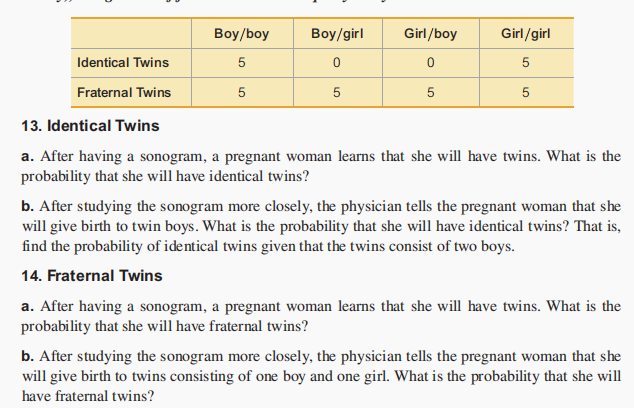 Boy/boy Boy/girl Girl/boy Girl/girl
Identical Twins 5 0 0 5
Fraternal Twins 5 5 5 5
13. Identical Twins
a. After having a sonogram, a pregnant woman learns that she will have twins. What is the
probability that she will have identical twins?
b. After studying the sonogram more closely, the physician tells the pregnant woman that she
will give birth to twin boys. What is the probability that she will have identical twins? That is,
find the probability of identical twins given that the twins consist of two boys.
14. Fraternal Twins
a. After having a sonogram, a pregnant woman learns that she will have twins. What is the
probability that she will have fraternal twins?
b. After studying the sonogram more closely, the physician tells the pregnant woman that she
will give birth to twins consisting of one boy and one girl. What is the probability that she will
have fraternal twins?